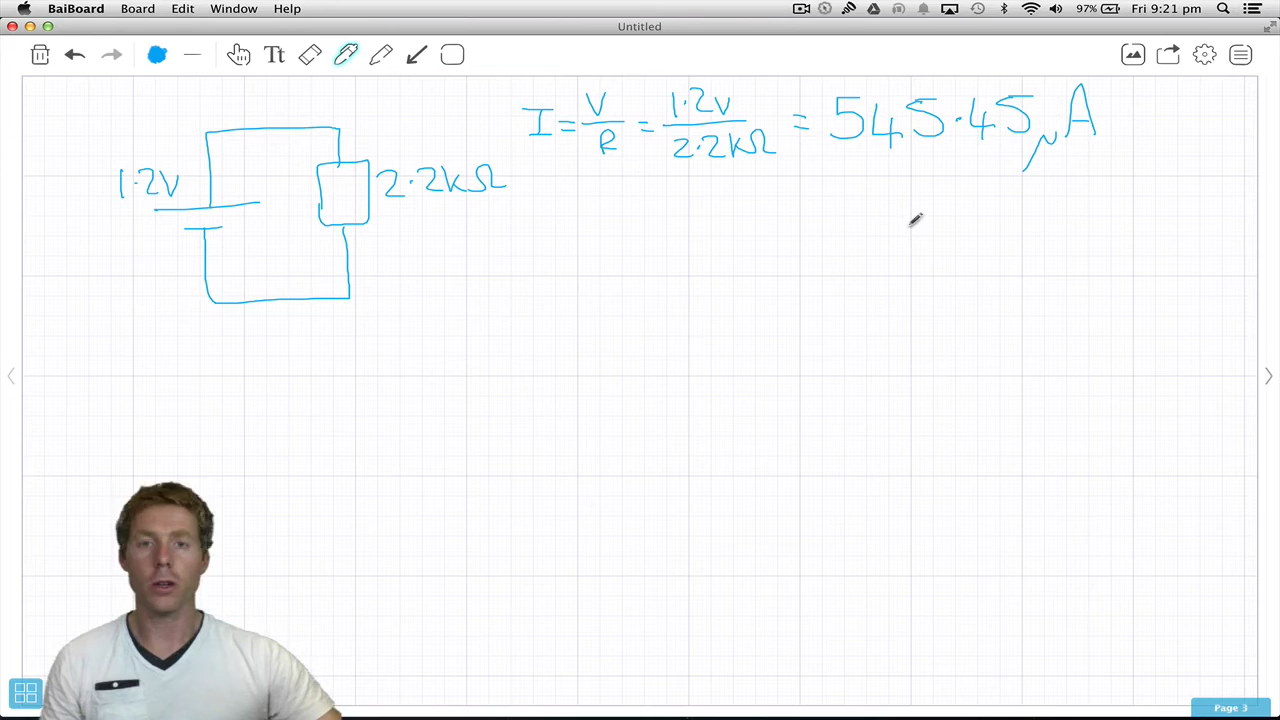 BaiBoard Board Edit Window Help 97% Fri 9:21 pm
Untitled
Tt
I = V/R = 1.2V/2.2kΩ = 545.45μA
1.2V
2.2kΩ
Page 3